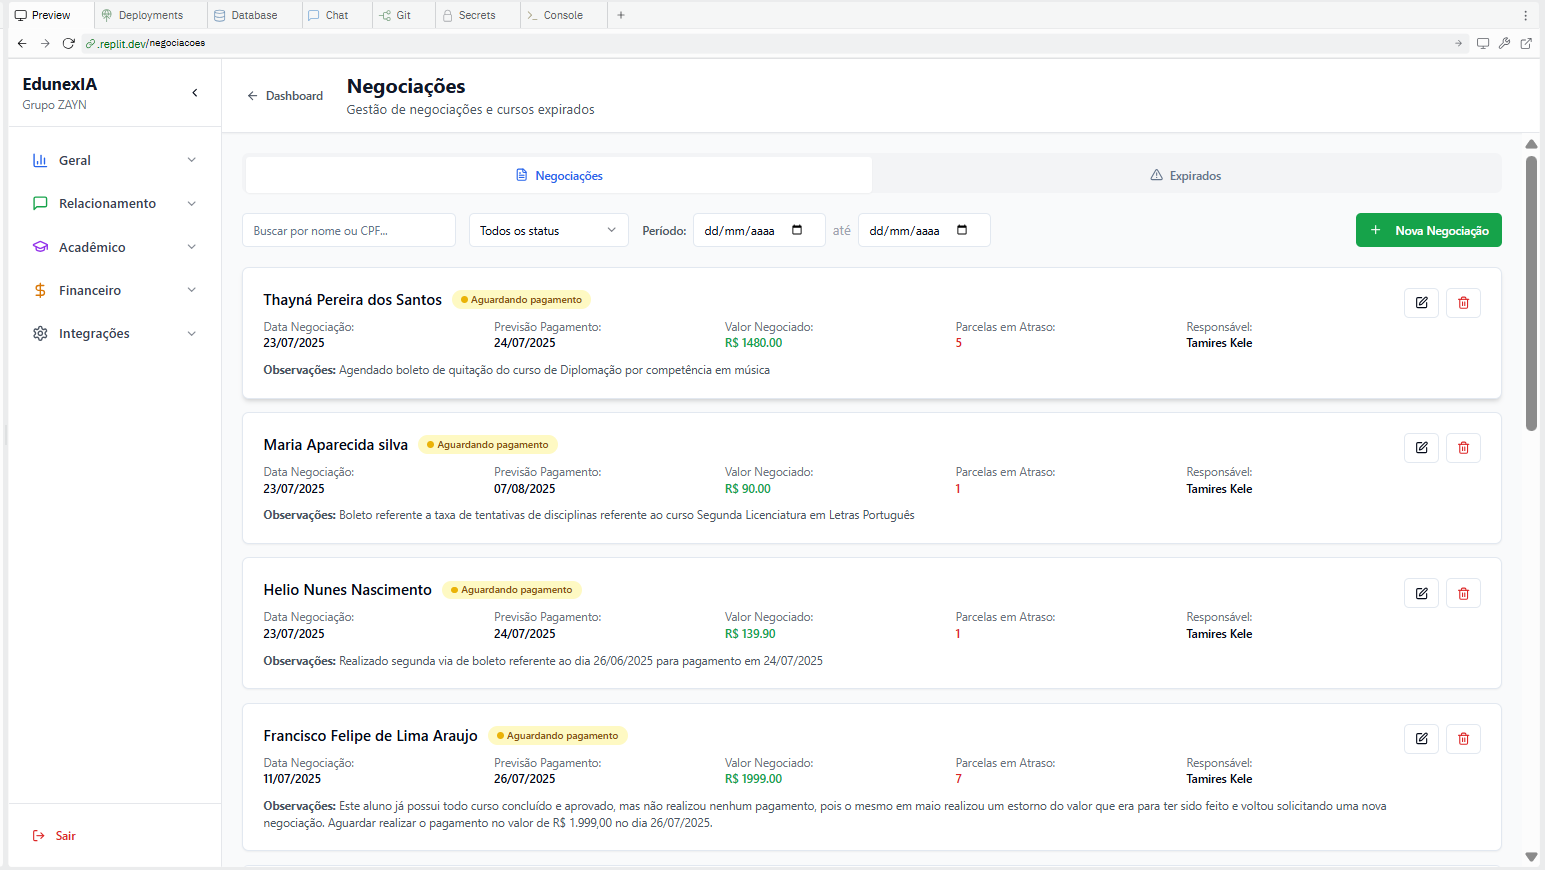 Preview Deployments Database Chat Git Secrets Console
.replit.dev/negociacoes
EdunexIA
Grupo ZAYN
Dashboard
Negociações
Gestão de negociações e cursos expirados
Geral
Relacionamento
Acadêmico
Financeiro
Integrações
Sair
Negociações Expirados
Buscar por nome ou CPF... Todos os status Período: dd/mm/aaaa até dd/mm/aaaa + Nova Negociação
Thayná Pereira dos Santos Aguardando pagamento
Data Negociação: Previsão Pagamento: Valor Negociado: Parcelas em Atraso: Responsável:
23/07/2025 24/07/2025 R$ 1480.00 5 Tamires Kele
Observações: Agendado boleto de quitação do curso de Diplomação por competência em música
Maria Aparecida silva Aguardando pagamento
Data Negociação: Previsão Pagamento: Valor Negociado: Parcelas em Atraso: Responsável:
23/07/2025 07/08/2025 R$ 90.00 1 Tamires Kele
Observações: Boleto referente a taxa de tentativas de disciplinas referente ao curso Segunda Licenciatura em Letras Português
Helio Nunes Nascimento Aguardando pagamento
Data Negociação: Previsão Pagamento: Valor Negociado: Parcelas em Atraso: Responsável:
23/07/2025 24/07/2025 R$ 139.90 1 Tamires Kele
Observações: Realizado segunda via de boleto referente ao dia 26/06/2025 para pagamento em 24/07/2025
Francisco Felipe de Lima Araujo Aguardando pagamento
Data Negociação: Previsão Pagamento: Valor Negociado: Parcelas em Atraso: Responsável:
11/07/2025 26/07/2025 R$ 1999.00 7 Tamires Kele
Observações: Este aluno já possui todo curso concluído e aprovado, mas não realizou nenhum pagamento, pois o mesmo em maio realizou um estorno do valor que era para ter sido feito e voltou solicitando uma nova
negociação. Aguardar realizar o pagamento no valor de R$ 1.999,00 no dia 26/07/2025.